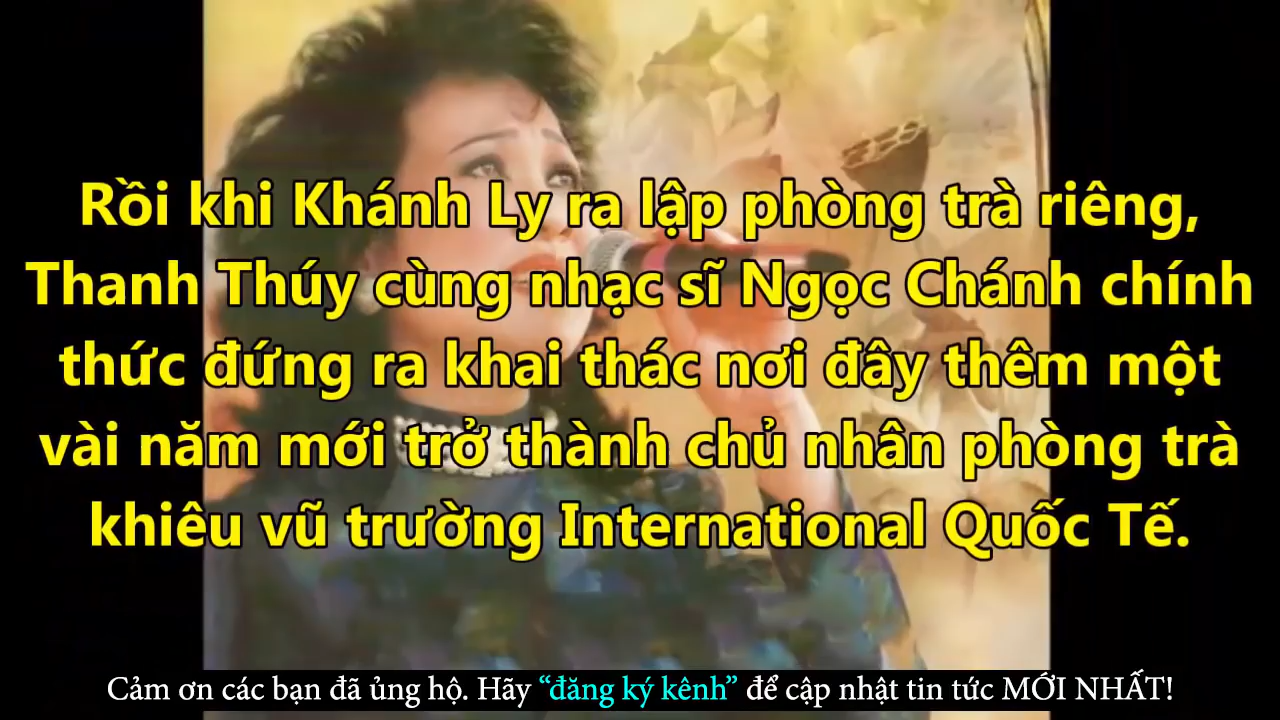 Rồi khi Khánh Ly ra lập phòng trà riêng,
Thanh Thúy cùng nhạc sĩ Ngọc Chánh chính
thức đứng ra khai thác nơi đây thêm một
vài năm mới trở thành chủ nhân phòng trà
khiêu vũ trường International Quốc Tế.
Cảm ơn các bạn đã ủng hộ. Hãy “đăng ký kênh” để cập nhật tin tức MỚI NHẤT!